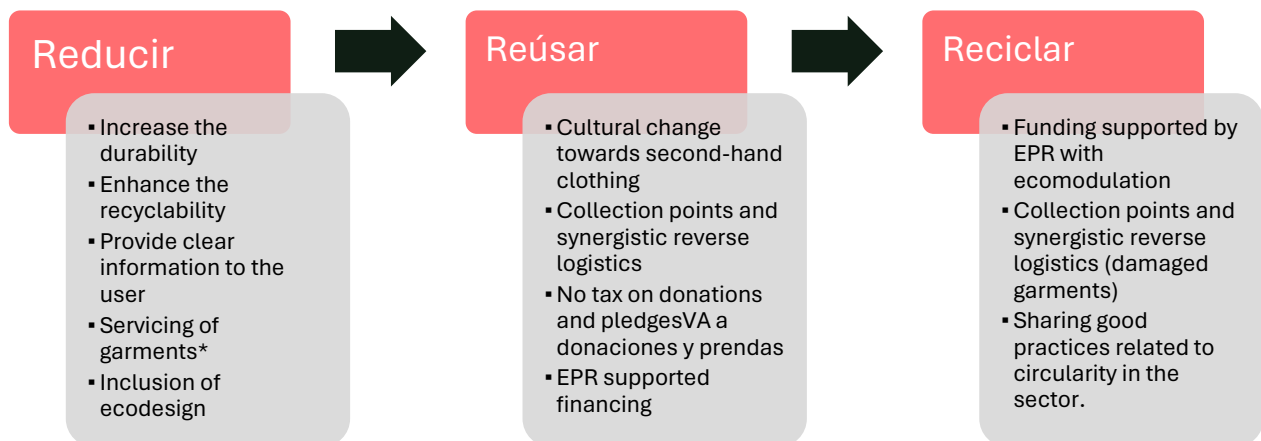 Reducir
▪ Increase the
durability
▪ Enhance the
recyclability
▪ Provide clear
information to the
user
▪ Servicing of
garments*
▪ Inclusion of
ecodesign
Reúsar
▪ Cultural change
towards second-hand
clothing
▪ Collection points and
synergistic reverse
logistics
▪ No tax on donations
and pledgesVA a
donaciones y prendas
▪ EPR supported
financing
Reciclar
▪ Funding supported by
EPR with
ecomodulation
▪ Collection points and
synergistic reverse
logistics (damaged
garments)
▪ Sharing good
practices related to
circularity in the
sector.